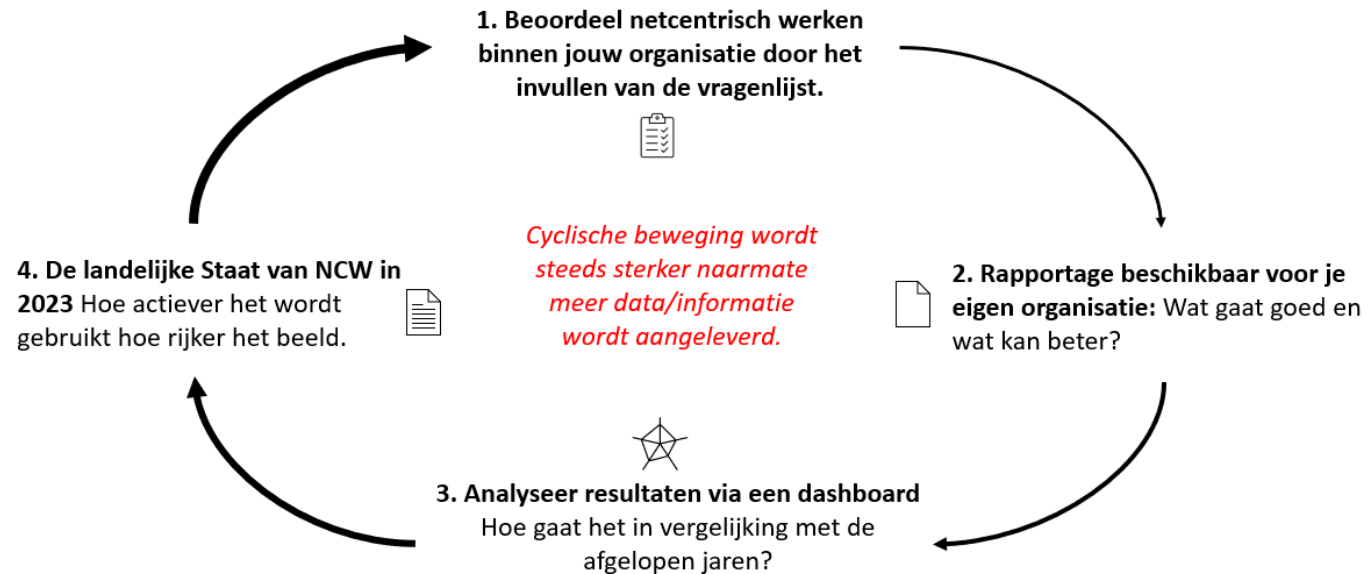 1. Beoordeel netcentrisch werken
binnen jouw organisatie door het
invullen van de vragenlijst.
Cyclische beweging wordt
steeds sterker naarmate
meer data/informatie
wordt aangeleverd.
2. Rapportage beschikbaar voor je
eigen organisatie: Wat gaat goed en
wat kan beter?
3. Analyseer resultaten via een dashboard
Hoe gaat het in vergelijking met de
afgelopen jaren?
4. De landelijke Staat van NCW in
2023 Hoe actiever het wordt
gebruikt hoe rijker het beeld.